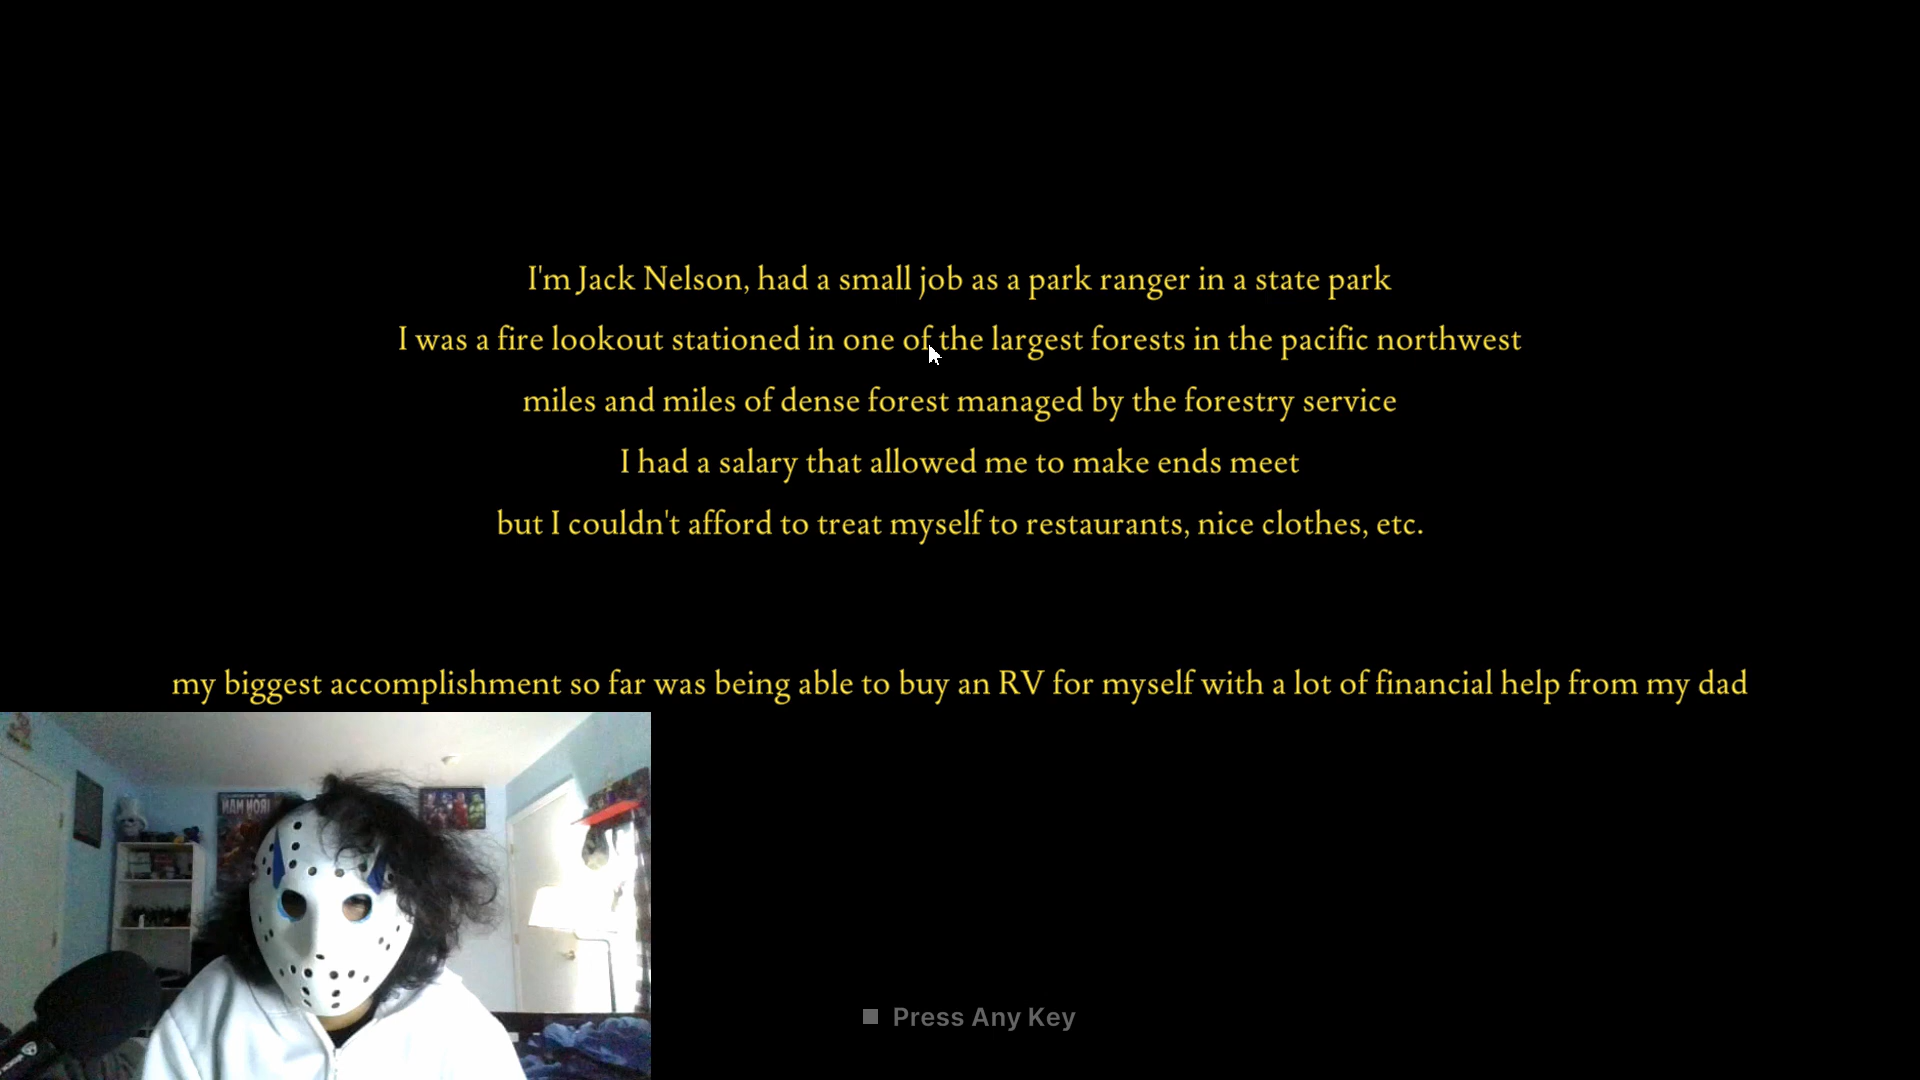 I'm Jack Nelson, had a small job as a park ranger in a state park
I was a fire lookout stationed in one of the largest forests in the pacific northwest
miles and miles of dense forest managed by the forestry service
I had a salary that allowed me to make ends meet
but I couldn't afford to treat myself to restaurants, nice clothes, etc.
my biggest accomplishment so far was being able to buy an RV for myself with a lot of financial help from my dad
IRON MAN
Press Any Key